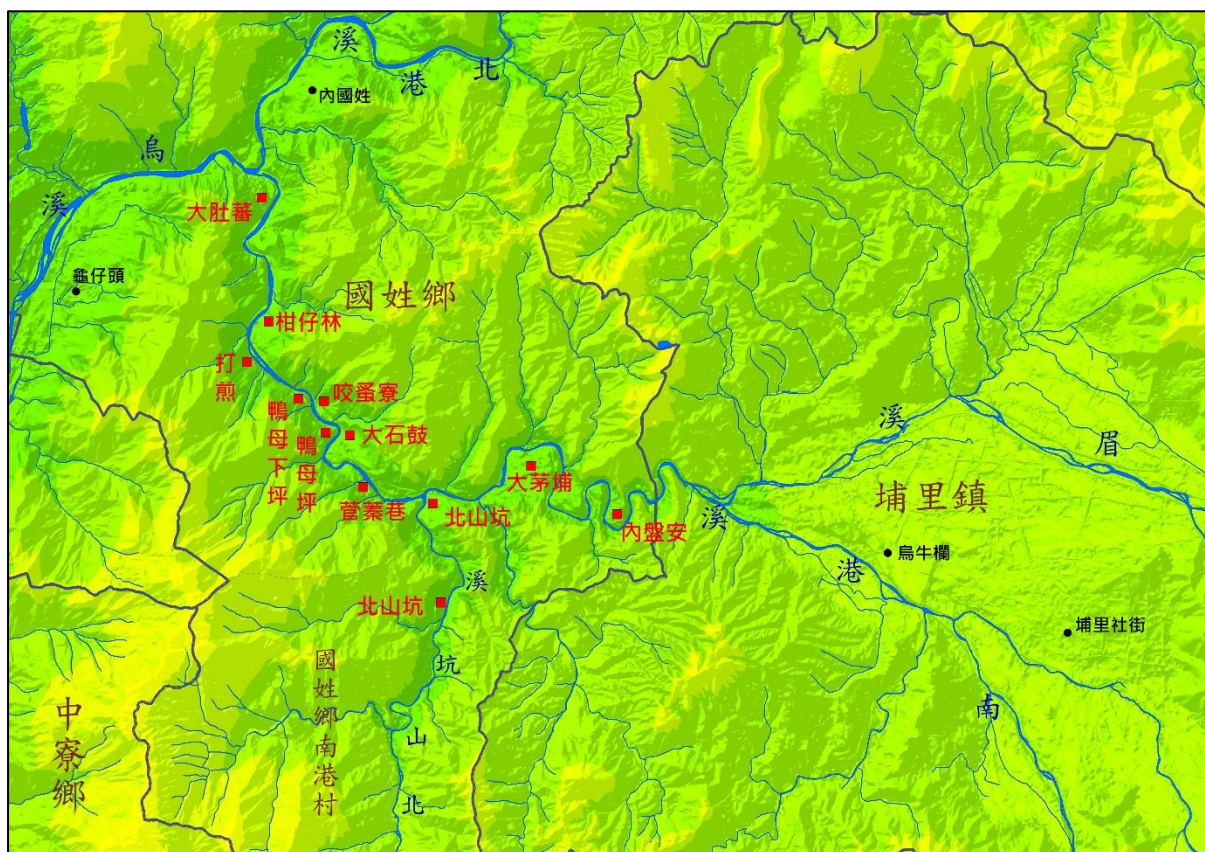 溪港北
內國姓
烏溪
大肚蕃
龜仔頭
國姓鄉
柑仔林
打煎
咬蚤寮
鴨母下坪
鴨母坪
大石鼓
菅蓁巷
北山坑
大茅埔
內盤安
溪眉
埔里鎮
溪港南
烏牛欄
埔里社街
北山坑
溪坑山北
國姓鄉南港村
中寮鄉